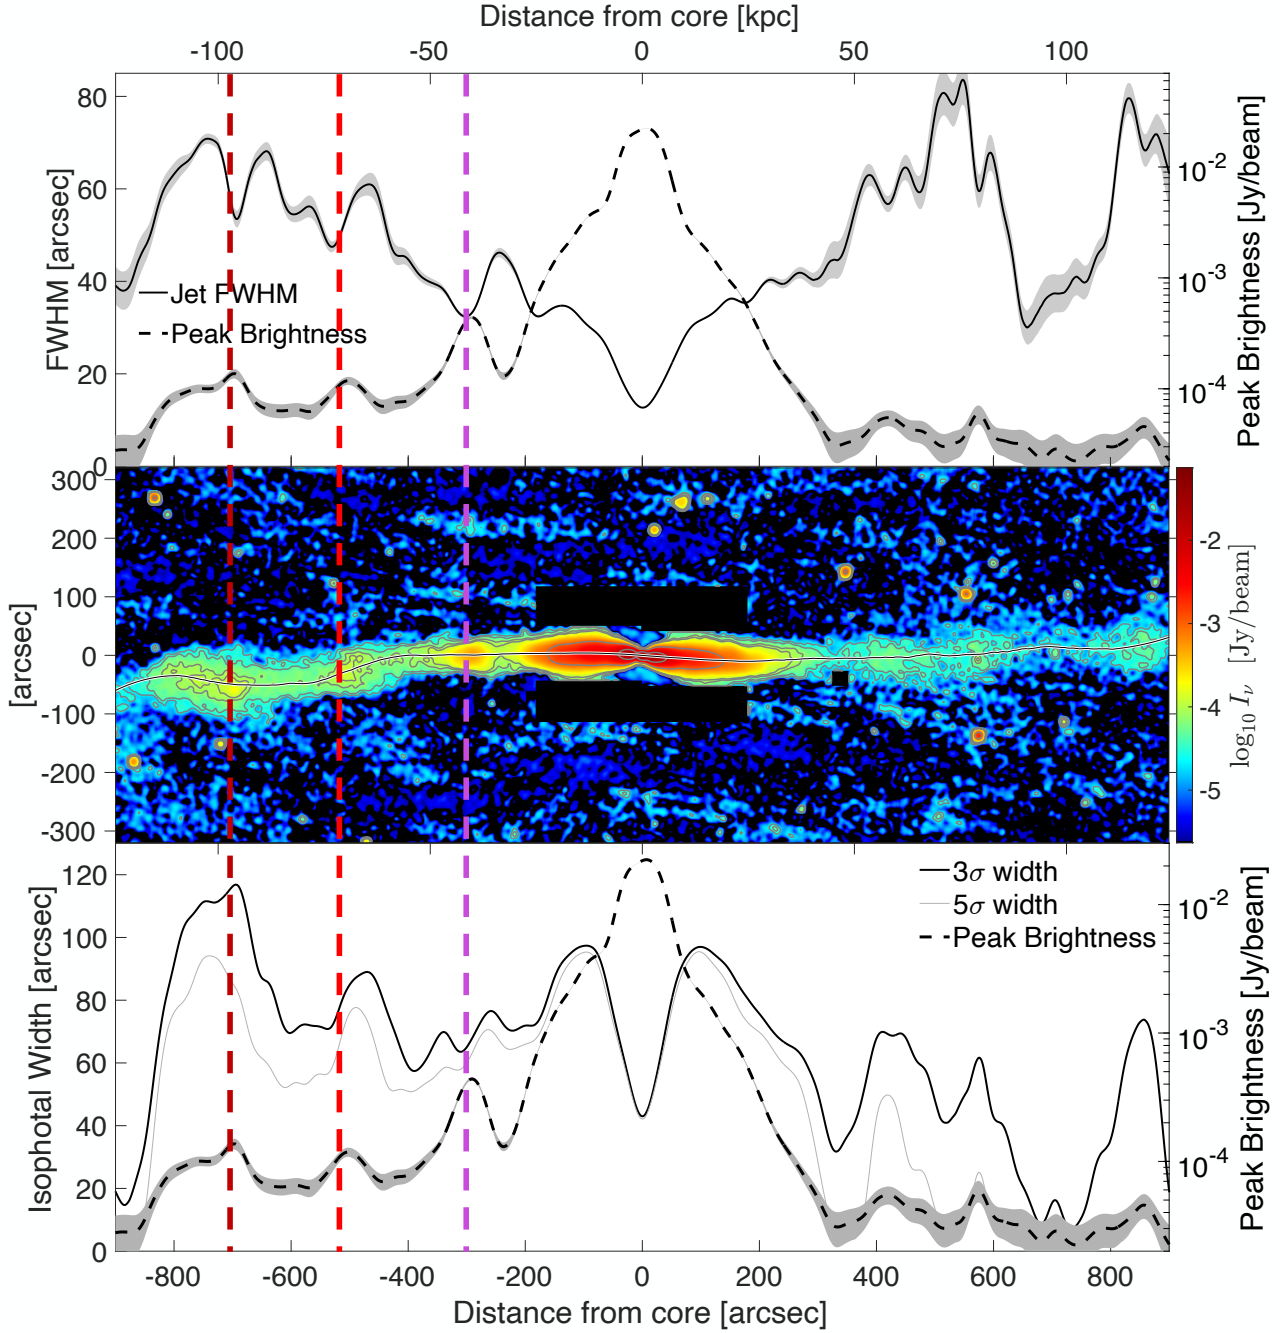 Distance from core [kpc]
-100 -50 0 50 100
80
60
40
20
0
FWHM [arcsec]
Jet FWHM
Peak Brightness
10-2
10-3
10-4
Peak Brightness [Jy/beam]
300
200
100
0
-100
-200
-300
[arcsec]
-2
-3
-4
-5
log10 Iν [Jy/beam]
120
100
80
60
40
20
0
Isophotal Width [arcsec]
3σ width
5σ width
Peak Brightness
10-2
10-3
10-4
Peak Brightness [Jy/beam]
-800 -600 -400 -200 0 200 400 600 800
Distance from core [arcsec]